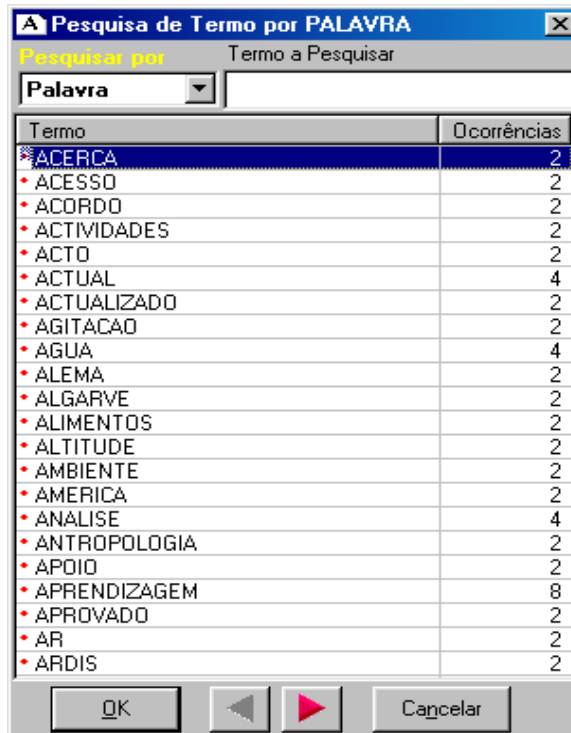 A Pesquisa de Termo por PALAVRA
Pesquisar por Termo a Pesquisar
Palavra
Termo Ocorrências
ACERCA 2
ACESSO 2
ACORDO 2
ACTIVIDADES 2
ACTO 2
ACTUAL 4
ACTUALIZADO 2
AGITACAO 2
AGUA 4
ALEMA 2
ALGARVE 2
ALIMENTOS 2
ALTITUDE 2
AMBIENTE 2
AMERICA 2
ANALISE 4
ANTROPOLOGIA 2
APOIO 2
APRENDIZAGEM 8
APROVADO 2
AR 2
ARDIS 2
OK Cancelar